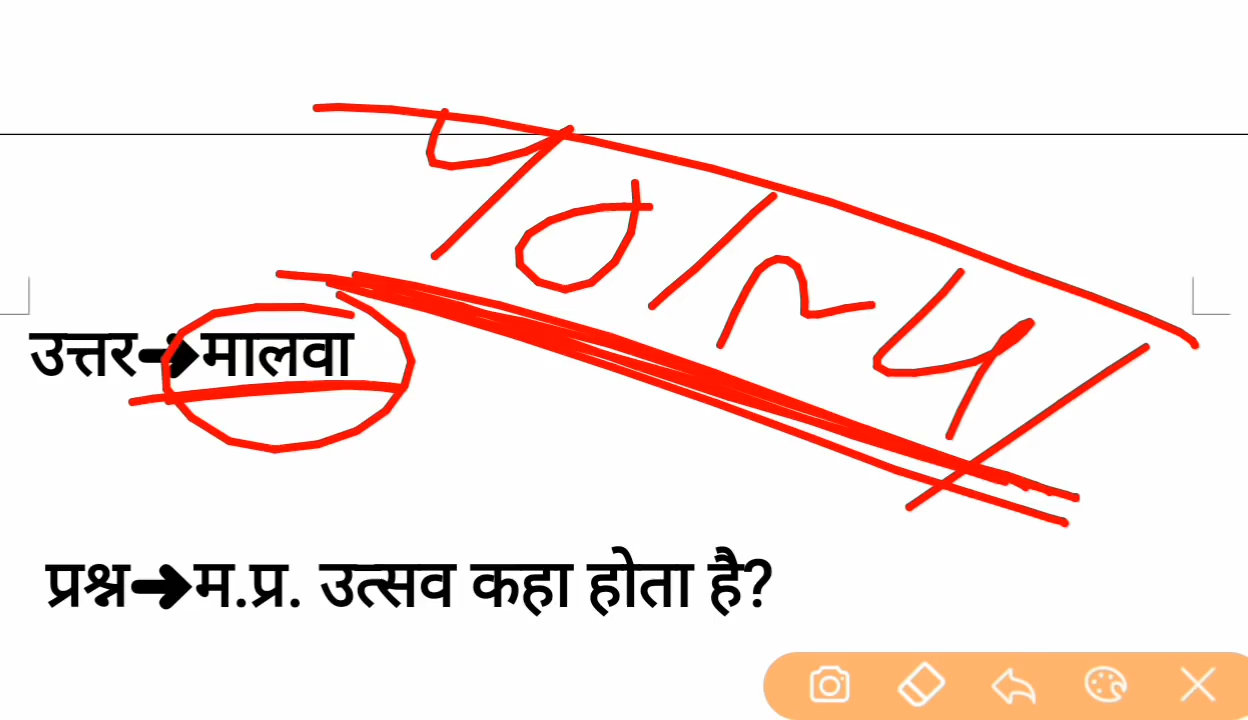 उत्तर→मालवा
प्रश्न→म.प्र. उत्सव कहा होता है?